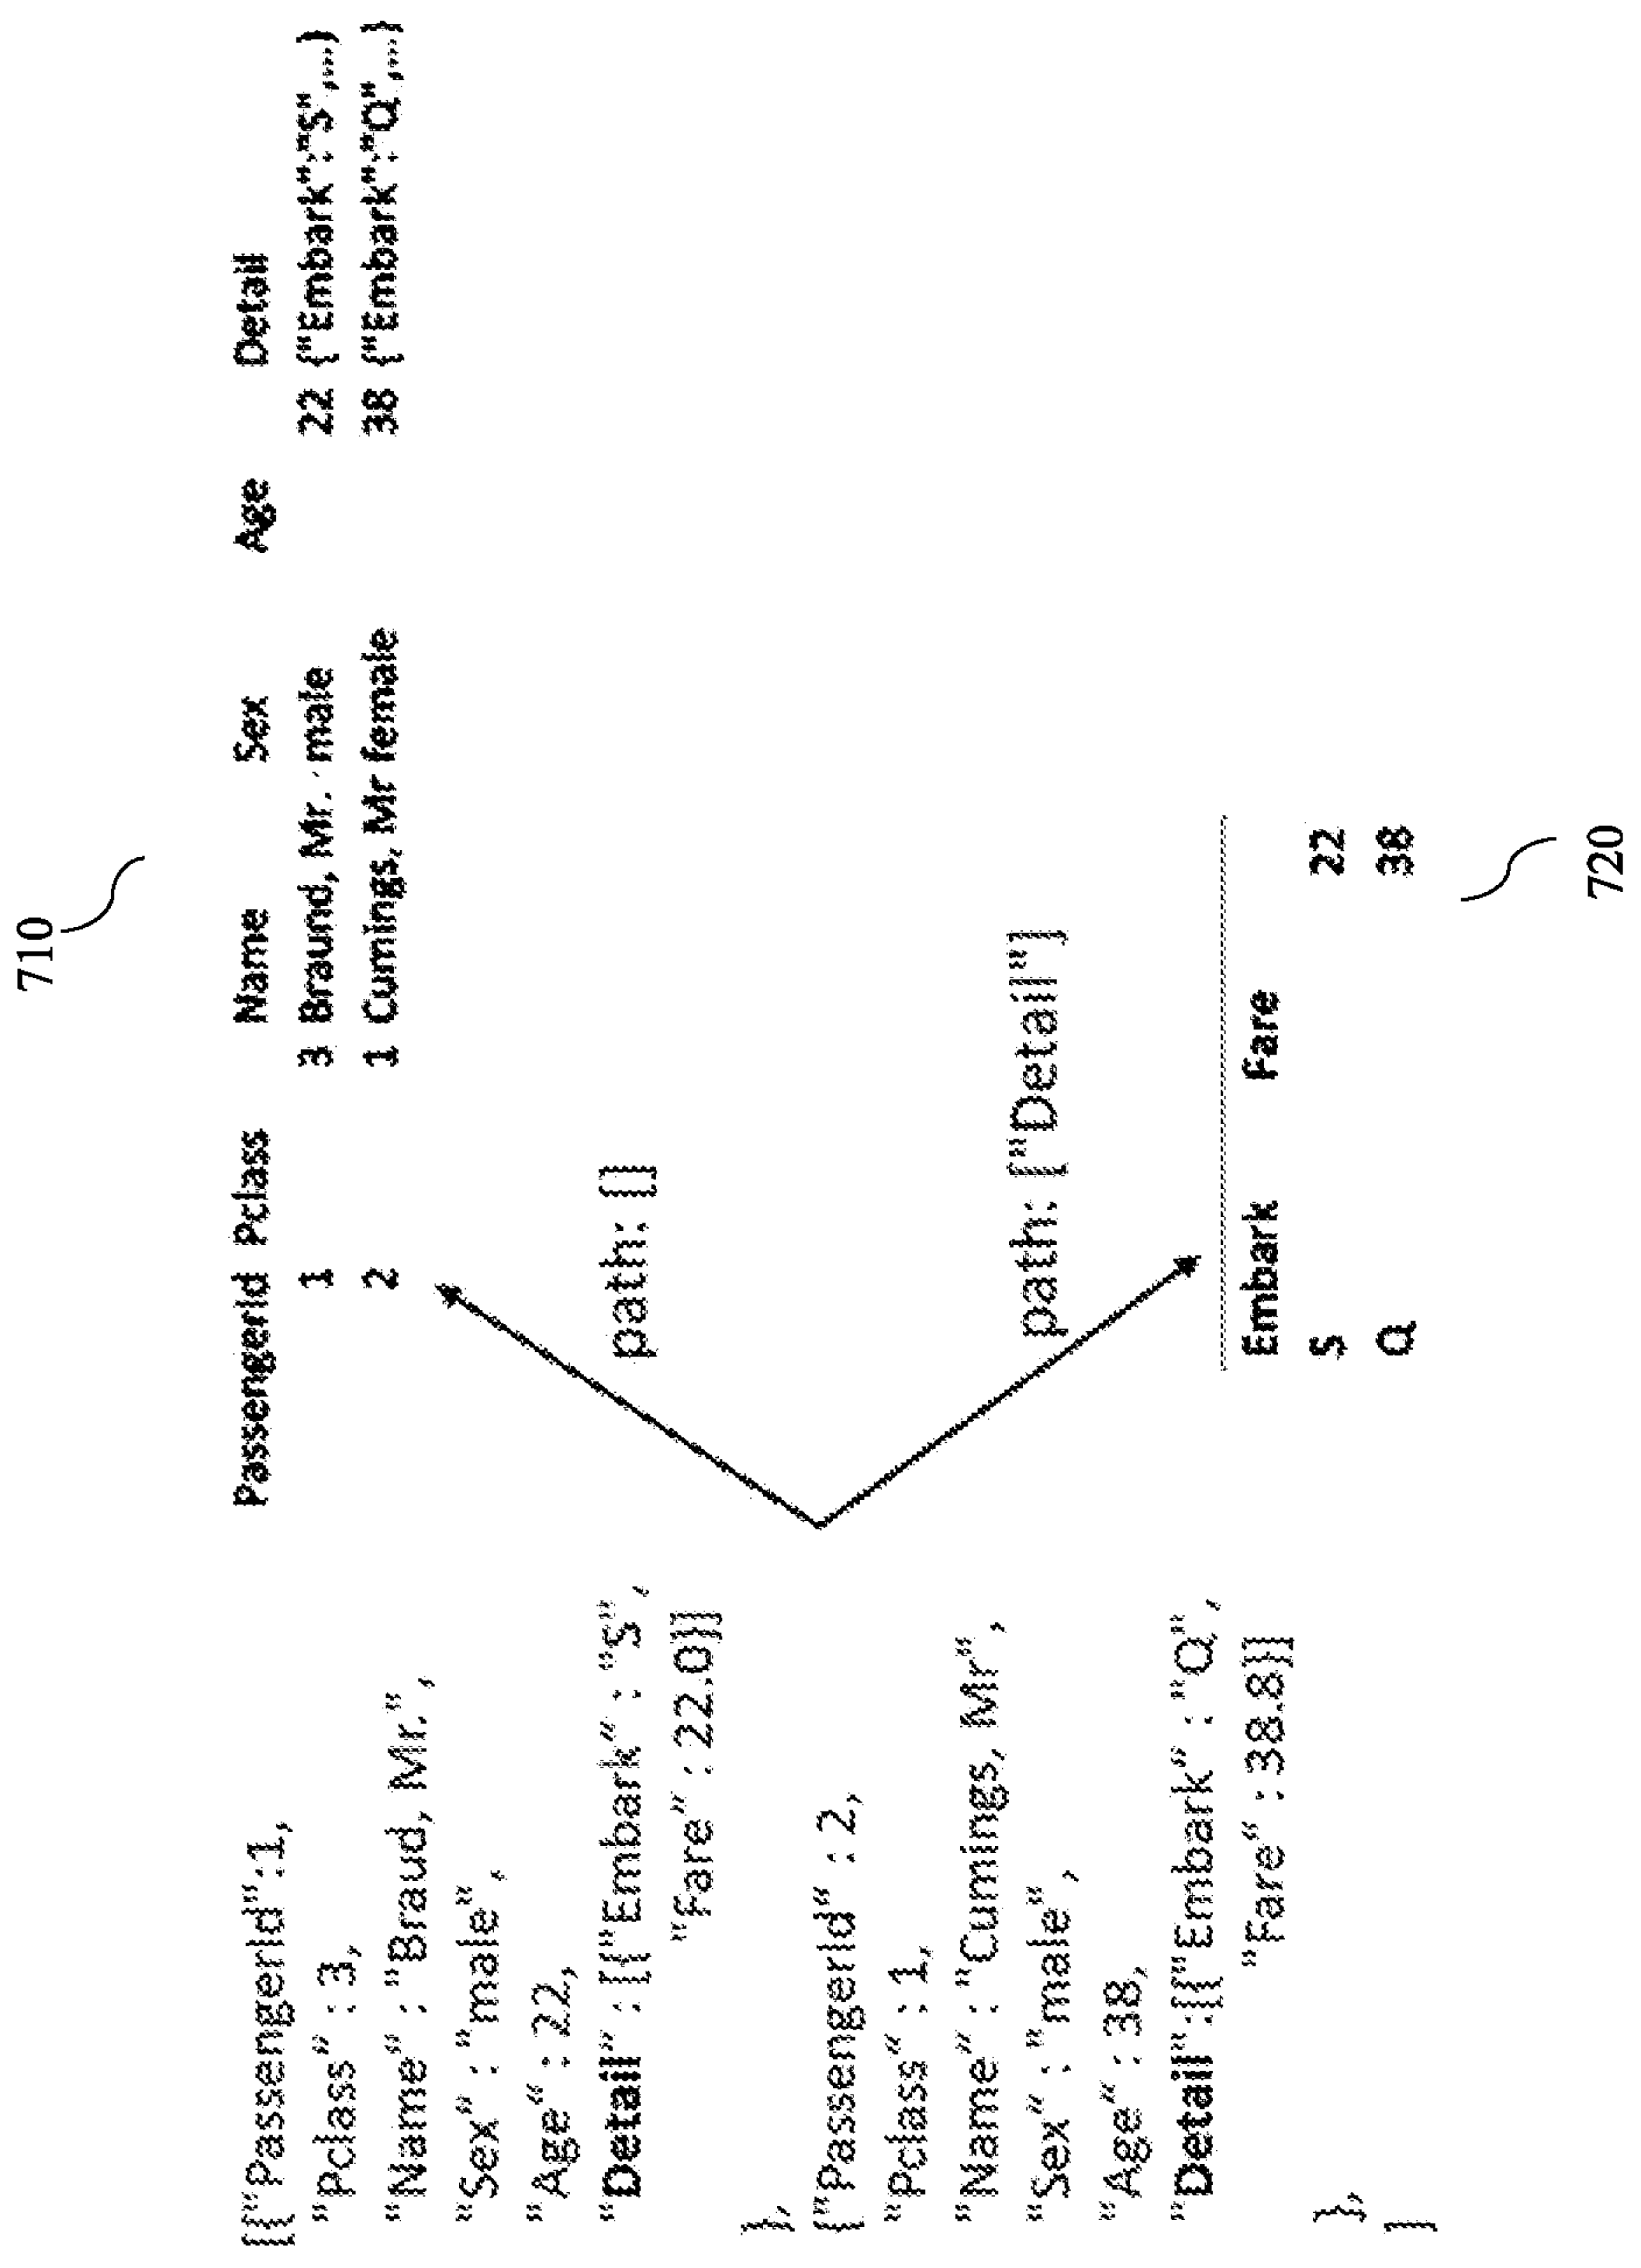 710
PassengerId Pclass Name Sex Age Detail
1 3 Braund, Mr. male 22 {"Embark":"S",...}
2 1 Cumings, Mr female 38 {"Embark":"Q",...}
[{"PassengerId":1,
"Pclass" : 3,
"Name" : "Braud, Mr.",
"Sex" : "male",
"Age" : 22,
"Detail" : [{"Embark" : "S",
"Fare" : 22.0}]
},
{"PassengerId" : 2,
"Pclass" : 1,
"Name" : "Cumings, Mr",
"Sex" : "male",
"Age" : 38,
"Detail":[{"Embark" : "Q",
"Fare" : 38.8}]
},
]
path: []
path: ["Detail"]
Embark Fare
S 22
Q 38
720